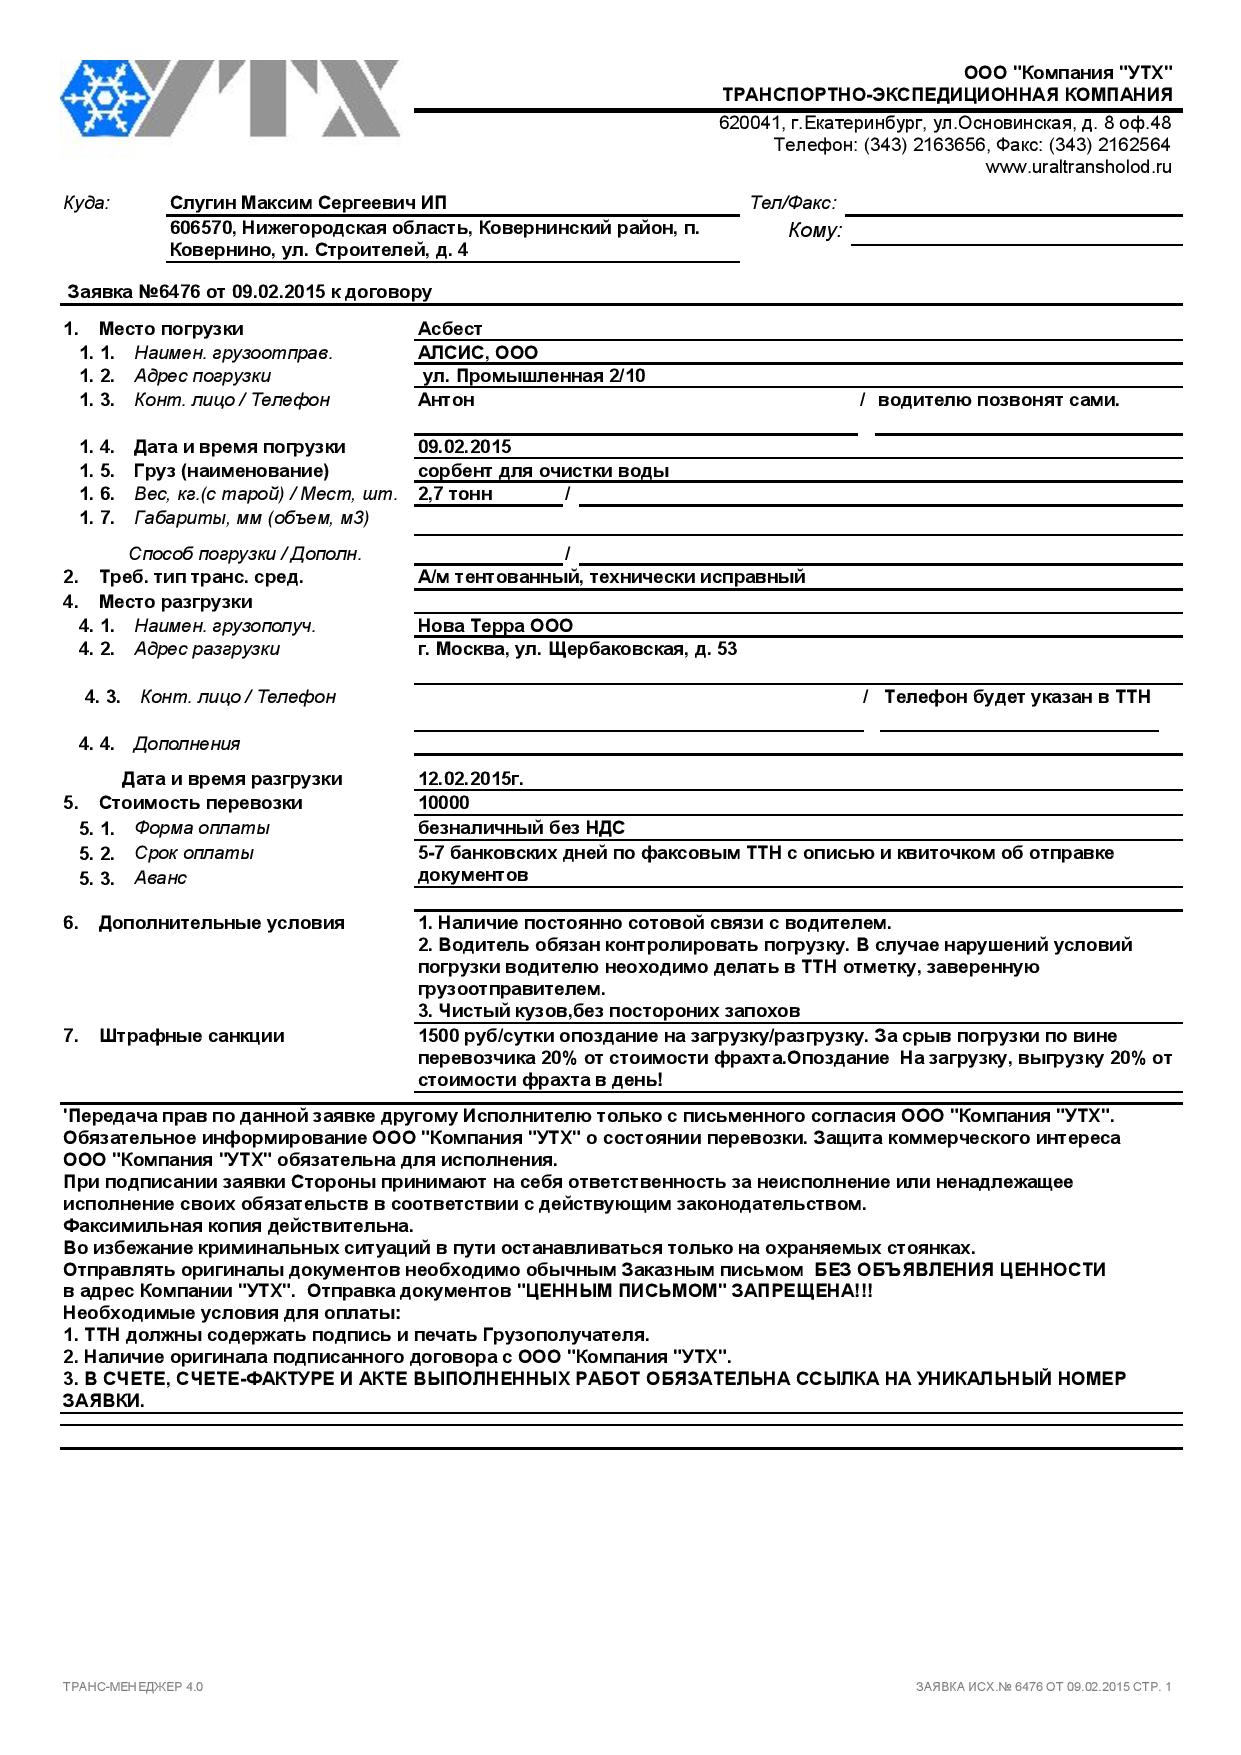 УТХ
ООО "Компания "УТХ"
ТРАНСПОРТНО-ЭКСПЕДИЦИОННАЯ КОМПАНИЯ
620041, г.Екатеринбург, ул.Основинская, д. 8 оф.48
Телефон: (343) 2163656, Факс: (343) 2162564
www.uraltransholod.ru
Куда: Слугин Максим Сергеевич ИП Тел/Факс:
606570, Нижегородская область, Ковернинский район, п. Кому:
Ковернино, ул. Строителей, д. 4
Заявка №6476 от 09.02.2015 к договору
1. Место погрузки Асбест
1. 1. Наимен. грузоотправ. АЛСИС, ООО
1. 2. Адрес погрузки ул. Промышленная 2/10
1. 3. Конт. лицо / Телефон Антон / водителю позвонят сами.
1. 4. Дата и время погрузки 09.02.2015
1. 5. Груз (наименование) сорбент для очистки воды
1. 6. Вес, кг.(с тарой) / Мест, шт. 2,7 тонн /
1. 7. Габариты, мм (объем, м3)
Способ погрузки / Дополн. /
2. Треб. тип транс. сред. А/м тентованный, технически исправный
4. Место разгрузки
4. 1. Наимен. грузополуч. Нова Терра ООО
4. 2. Адрес разгрузки г. Москва, ул. Щербаковская, д. 53
4. 3. Конт. лицо / Телефон / Телефон будет указан в ТТН
4. 4. Дополнения
Дата и время разгрузки 12.02.2015г.
5. Стоимость перевозки 10000
5. 1. Форма оплаты безналичный без НДС
5. 2. Срок оплаты 5-7 банковских дней по факсовым ТТН с описью и квиточком об отправке
5. 3. Аванс документов
6. Дополнительные условия 1. Наличие постоянно сотовой связи с водителем.
2. Водитель обязан контролировать погрузку. В случае нарушений условий
погрузки водителю неоходимо делать в ТТН отметку, заверенную
грузоотправителем.
3. Чистый кузов,без постороних запохов
7. Штрафные санкции 1500 руб/сутки опоздание на загрузку/разгрузку. За срыв погрузки по вине
перевозчика 20% от стоимости фрахта.Опоздание На загрузку, выгрузку 20% от
стоимости фрахта в день!
'Передача прав по данной заявке другому Исполнителю только с письменного согласия ООО "Компания "УТХ".
Обязательное информирование ООО "Компания "УТХ" о состоянии перевозки. Защита коммерческого интереса
ООО "Компания "УТХ" обязательна для исполнения.
При подписании заявки Стороны принимают на себя ответственность за неисполнение или ненадлежащее
исполнение своих обязательств в соответствии с действующим законодательством.
Факсимильная копия действительна.
Во избежание криминальных ситуаций в пути останавливаться только на охраняемых стоянках.
Отправлять оригиналы документов необходимо обычным Заказным письмом БЕЗ ОБЪЯВЛЕНИЯ ЦЕННОСТИ
в адрес Компании "УТХ". Отправка документов "ЦЕННЫМ ПИСЬМОМ" ЗАПРЕЩЕНА!!!
Необходимые условия для оплаты:
1. ТТН должны содержать подпись и печать Грузополучателя.
2. Наличие оригинала подписанного договора с ООО "Компания "УТХ".
3. В СЧЕТЕ, СЧЕТЕ-ФАКТУРЕ И АКТЕ ВЫПОЛНЕННЫХ РАБОТ ОБЯЗАТЕЛЬНА ССЫЛКА НА УНИКАЛЬНЫЙ НОМЕР
ЗАЯВКИ.
ТРАНС-МЕНЕДЖЕР 4.0 ЗАЯВКА ИСХ.№ 6476 ОТ 09.02.2015 СТР. 1